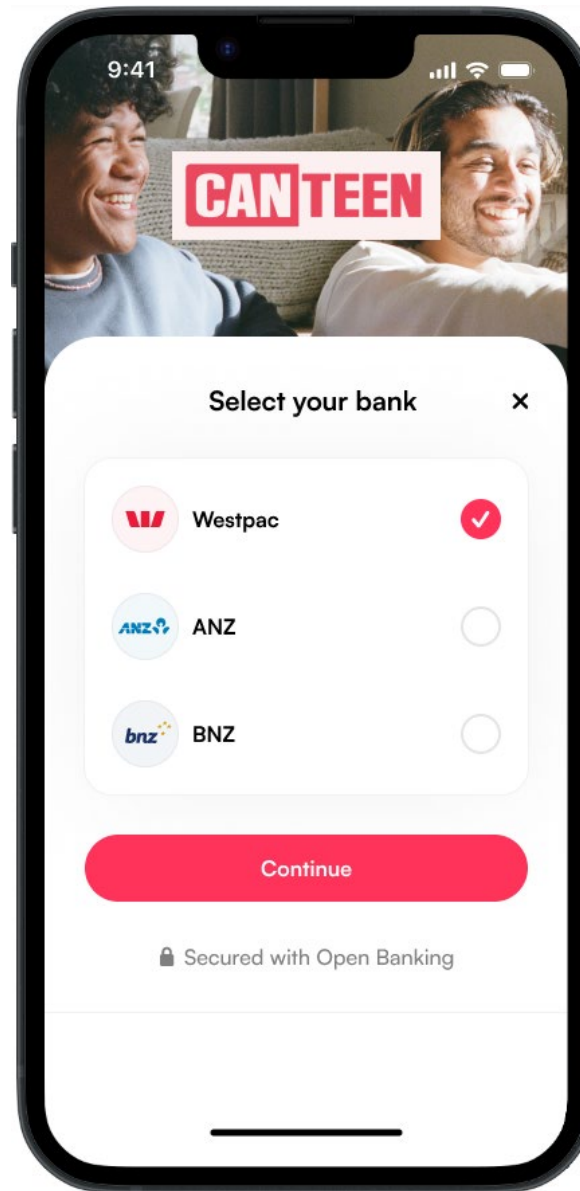 9:41
CANTEEN
Select your bank
Westpac
ANZ ANZ
bnz BNZ
Continue
Secured with Open Banking